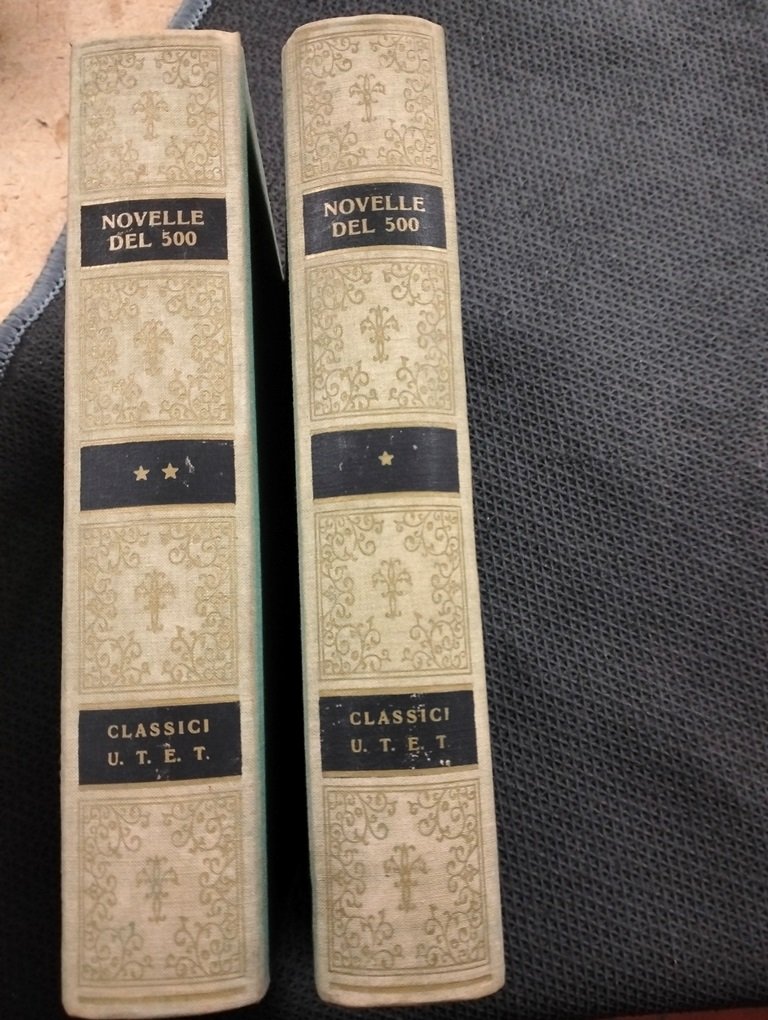 NOVELLE
DEL 500
★ ★
CLASSICI
U. T. E. T.
NOVELLE
DEL 500
★
CLASSICI
U. T. E. T